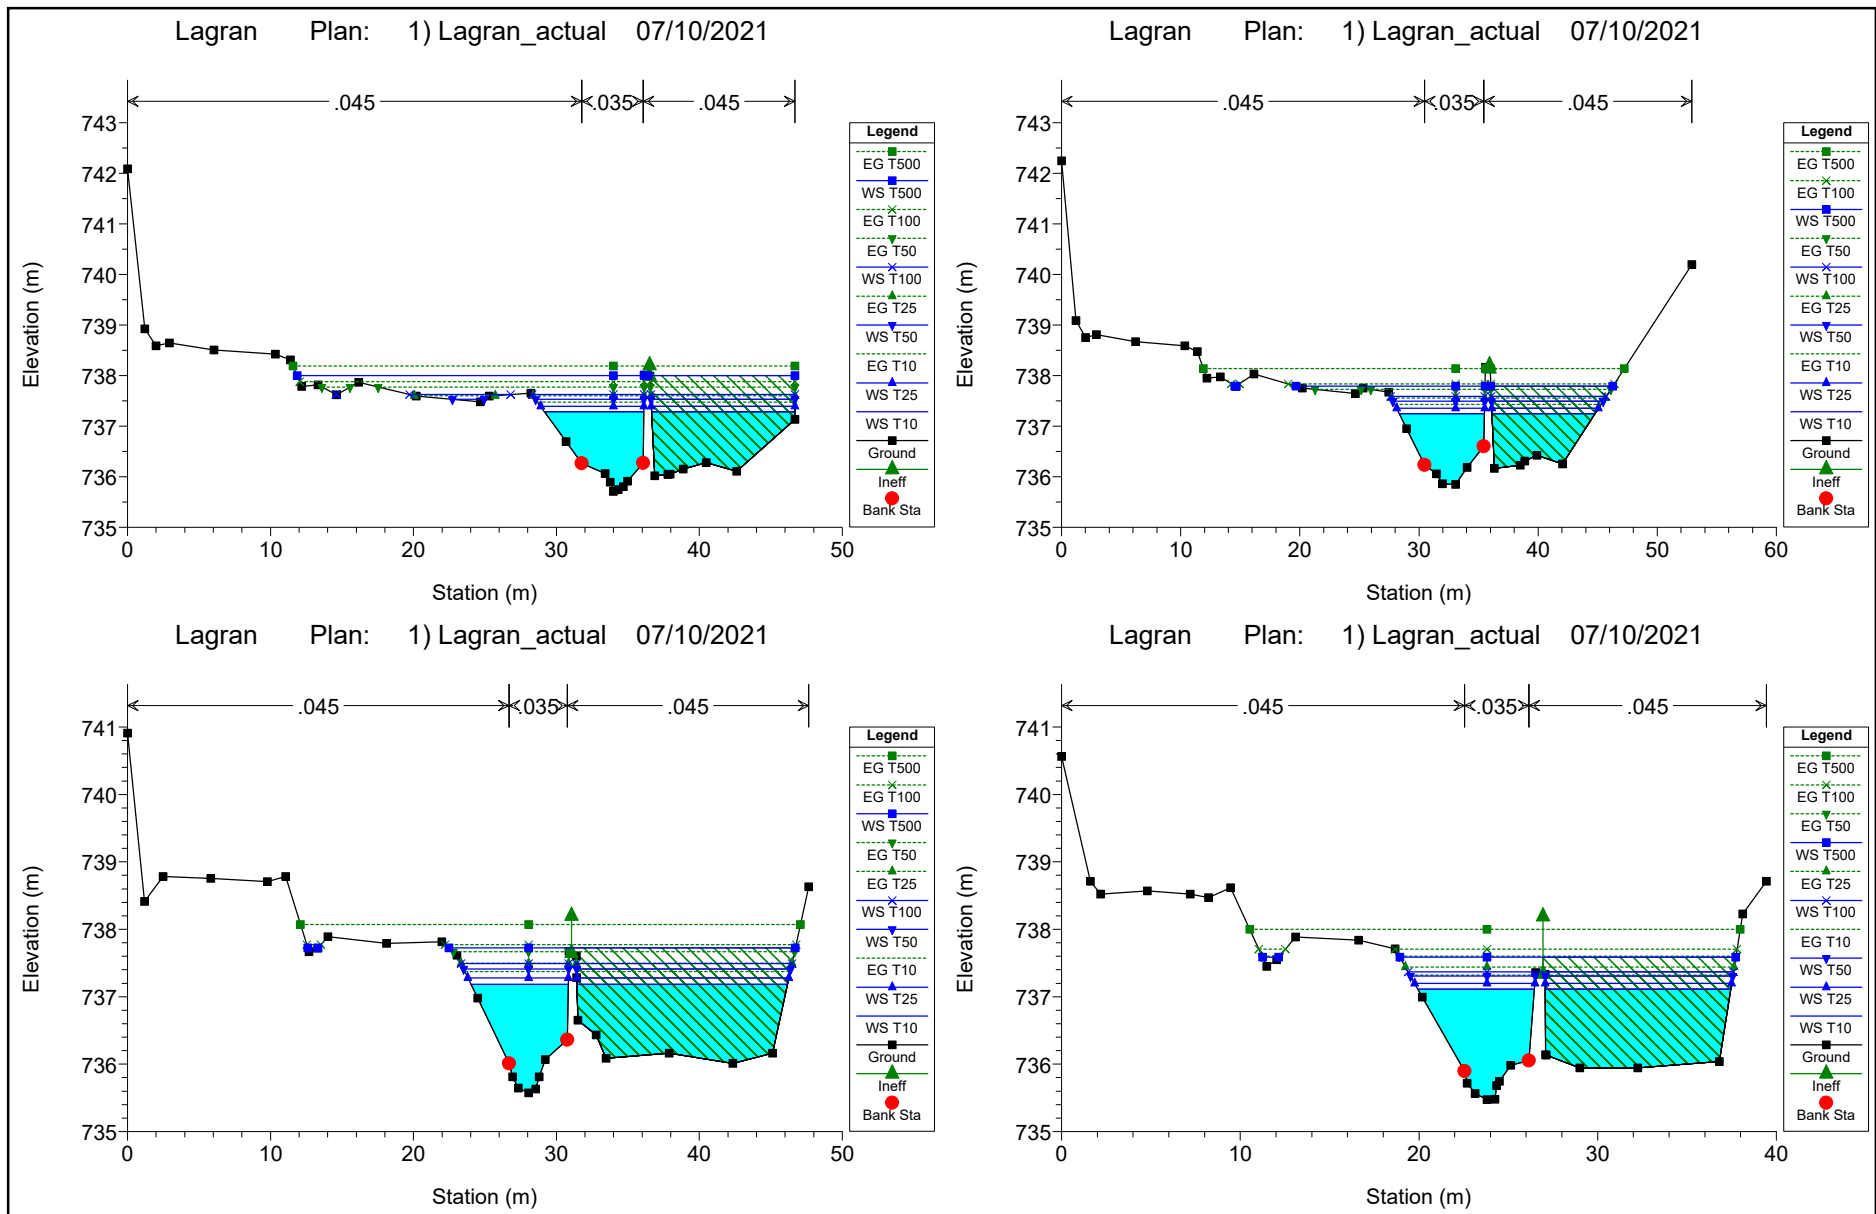 Lagran Plan: 1) Lagran_actual 07/10/2021
.045 .035 .045
743
742
741
740
739
738
737
736
735
Elevation (m)
0 10 20 30 40 50
Station (m)
Legend
EG T500
WS T500
EG T100
EG T50
WS T100
EG T25
WS T50
EG T10
WS T25
WS T10
Ground
Ineff
Bank Sta
Lagran Plan: 1) Lagran_actual 07/10/2021
.045 .035 .045
743
742
741
740
739
738
737
736
735
Elevation (m)
0 10 20 30 40 50 60
Station (m)
Legend
EG T500
EG T100
WS T500
EG T50
WS T100
EG T25
WS T50
EG T10
WS T25
WS T10
Ground
Ineff
Bank Sta
Lagran Plan: 1) Lagran_actual 07/10/2021
.045 .035 .045
741
740
739
738
737
736
735
Elevation (m)
0 10 20 30 40 50
Station (m)
Legend
EG T500
EG T100
WS T500
EG T50
EG T25
WS T100
WS T50
EG T10
WS T25
WS T10
Ground
Ineff
Bank Sta
Lagran Plan: 1) Lagran_actual 07/10/2021
.045 .035 .045
741
740
739
738
737
736
735
Elevation (m)
0 10 20 30 40
Station (m)
Legend
EG T500
EG T100
EG T50
WS T500
EG T25
WS T100
EG T10
WS T50
WS T25
WS T10
Ground
Ineff
Bank Sta